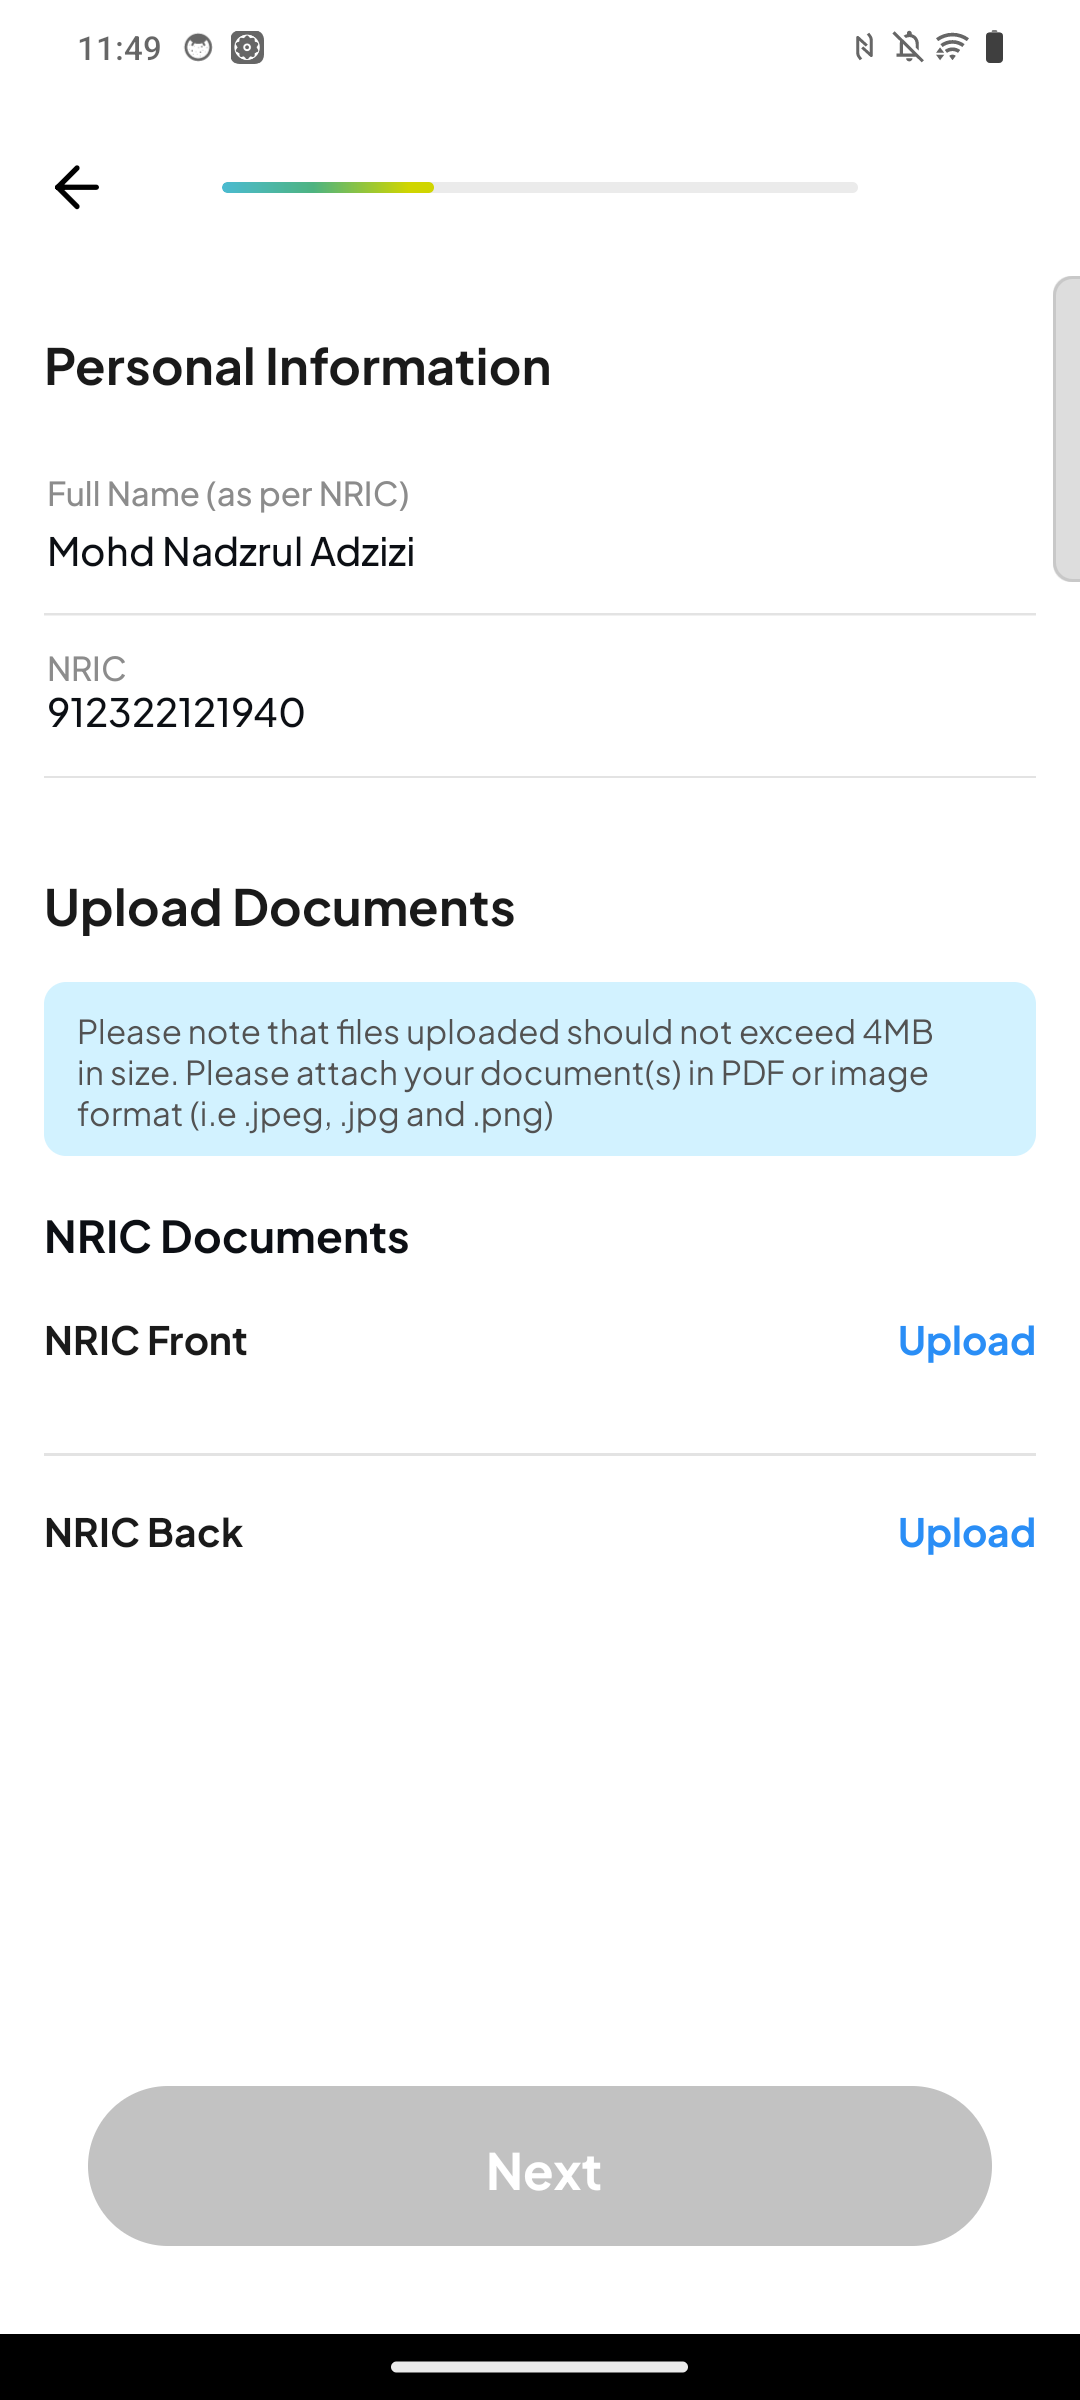 11:49
Personal Information
Full Name (as per NRIC)
Mohd Nadzrul Adzizi
NRIC
912322121940
Upload Documents
Please note that files uploaded should not exceed 4MB
in size. Please attach your document(s) in PDF or image
format (i.e .jpeg, .jpg and .png)
NRIC Documents
NRIC Front Upload
NRIC Back Upload
Next